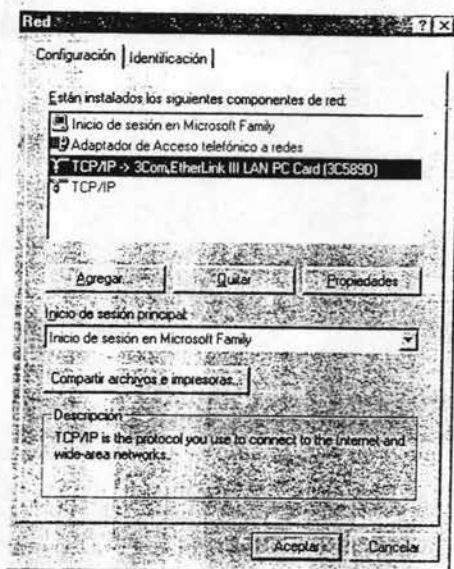 Red
Configuración
Identificación
Están instalados los siguientes componentes de red:
Inicio de sesión en Microsoft Family
Adaptador de Acceso telefónico a redes
TCP/IP -> 3Com,EtherLink III LAN PC Card (3C589D)
TCP/IP
Agregar...
Quitar
Propiedades
Inicio de sesión principal:
Inicio de sesión en Microsoft Family
Compartir archivos e impresoras...
Descripción
TCP/IP is the protocol you use to connect to the Internet and
wide-area networks.
Aceptar
Cancelar